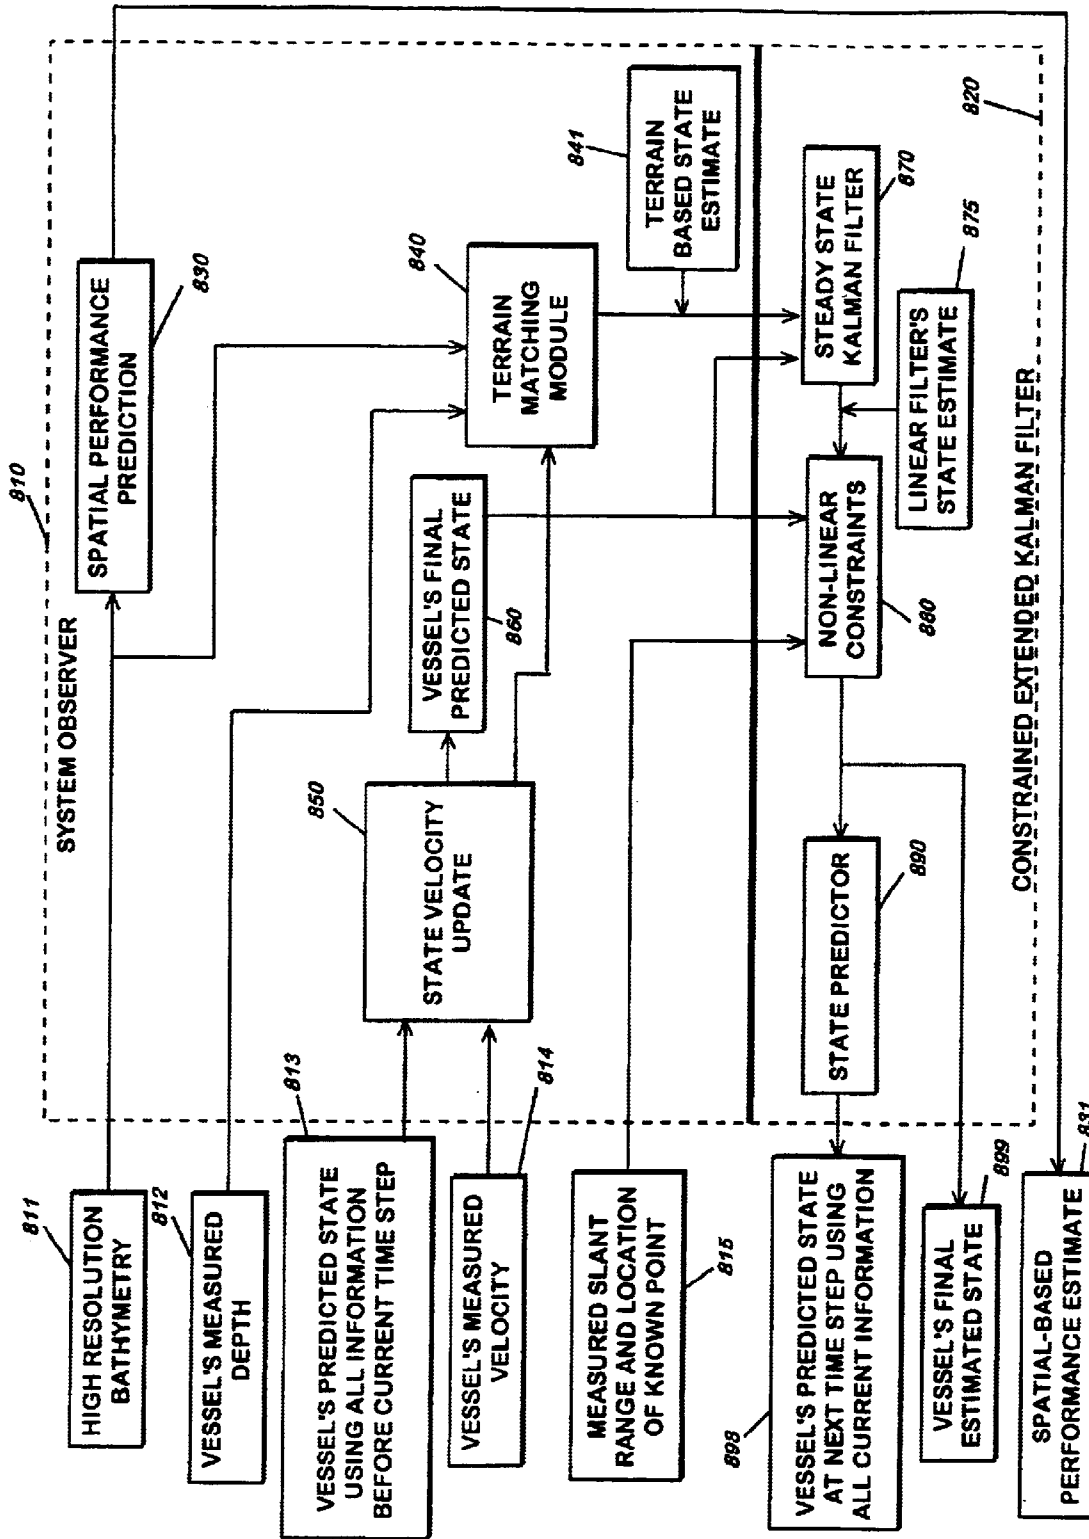 810
SYSTEM OBSERVER
811
HIGH RESOLUTION
BATHYMETRY
SPATIAL PERFORMANCE
PREDICTION
830
812
VESSEL'S MEASURED
DEPTH
813
VESSEL'S PREDICTED STATE
USING ALL INFORMATION
BEFORE CURRENT TIME STEP
850
STATE VELOCITY
UPDATE
VESSEL'S FINAL
PREDICTED STATE
860
840
TERRAIN
MATCHING
MODULE
841
TERRAIN
BASED STATE
ESTIMATE
814
VESSEL'S MEASURED
VELOCITY
MEASURED SLANT
RANGE AND LOCATION
OF KNOWN POINT
815
898
VESSEL'S PREDICTED STATE
AT NEXT TIME STEP USING
ALL CURRENT INFORMATION
STATE PREDICTOR
890
NON-LINEAR
CONSTRAINTS
880
STEADY STATE
KALMAN FILTER
870
LINEAR FILTER'S
STATE ESTIMATE
875
VESSEL'S FINAL
ESTIMATED STATE
899
CONSTRAINED EXTENDED KALMAN FILTER
820
SPATIAL-BASED
PERFORMANCE ESTIMATE
831